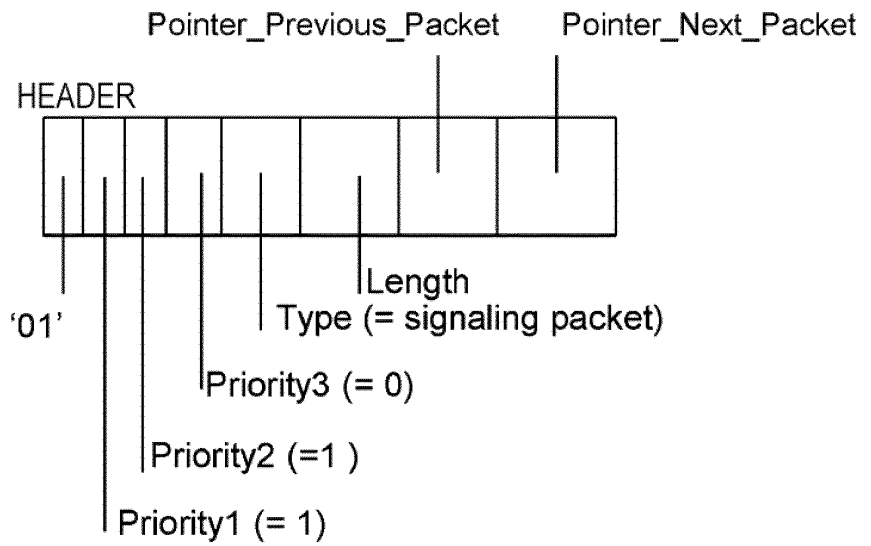 Pointer_Previous_Packet Pointer_Next_Packet
HEADER
Length
‘01’
Type (= signaling packet)
Priority3 (= 0)
Priority2 (=1 )
Priority1 (= 1)